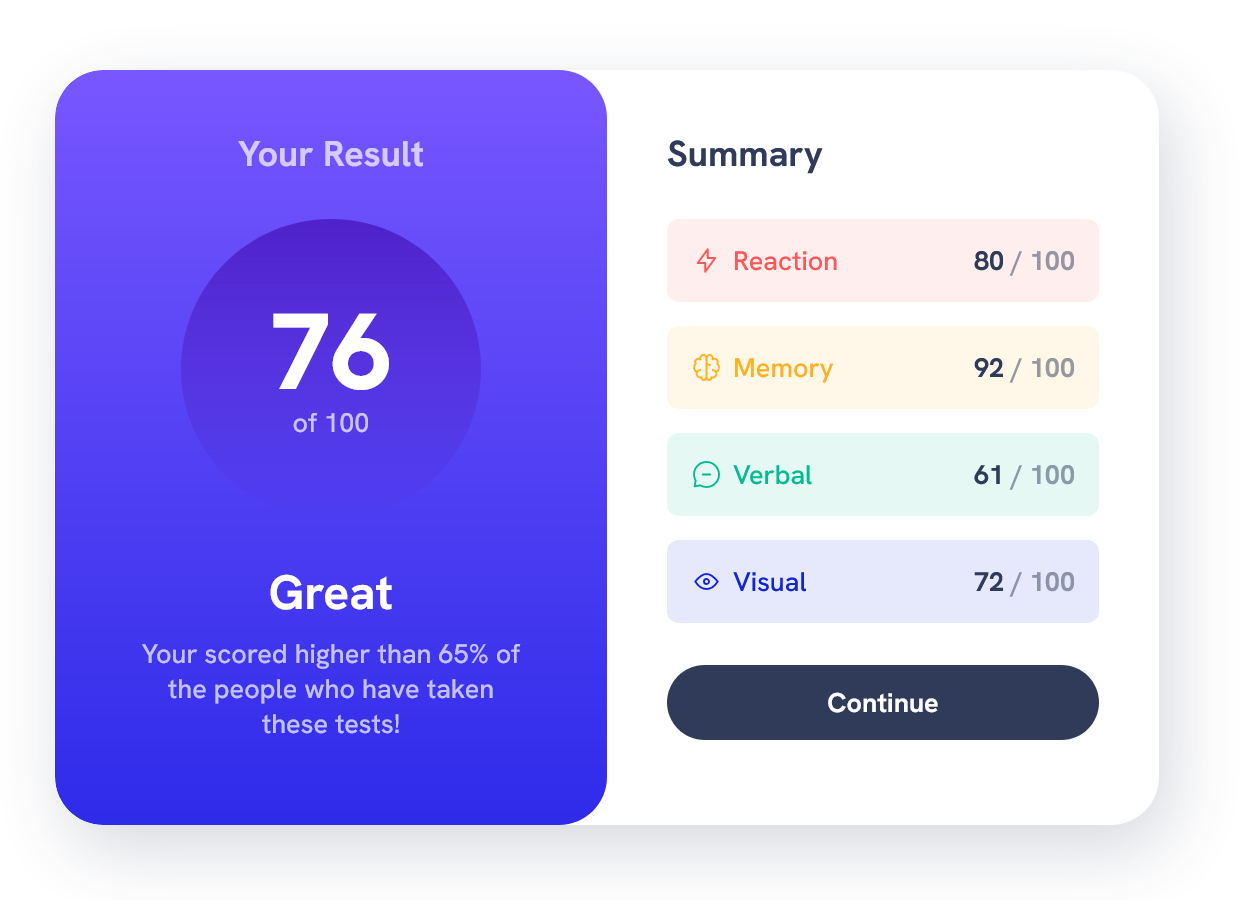 Your Result
76
of 100
Great
Your scored higher than 65% of
the people who have taken
these tests!
Summary
Reaction 80 / 100
Memory 92 / 100
Verbal 61 / 100
Visual 72 / 100
Continue